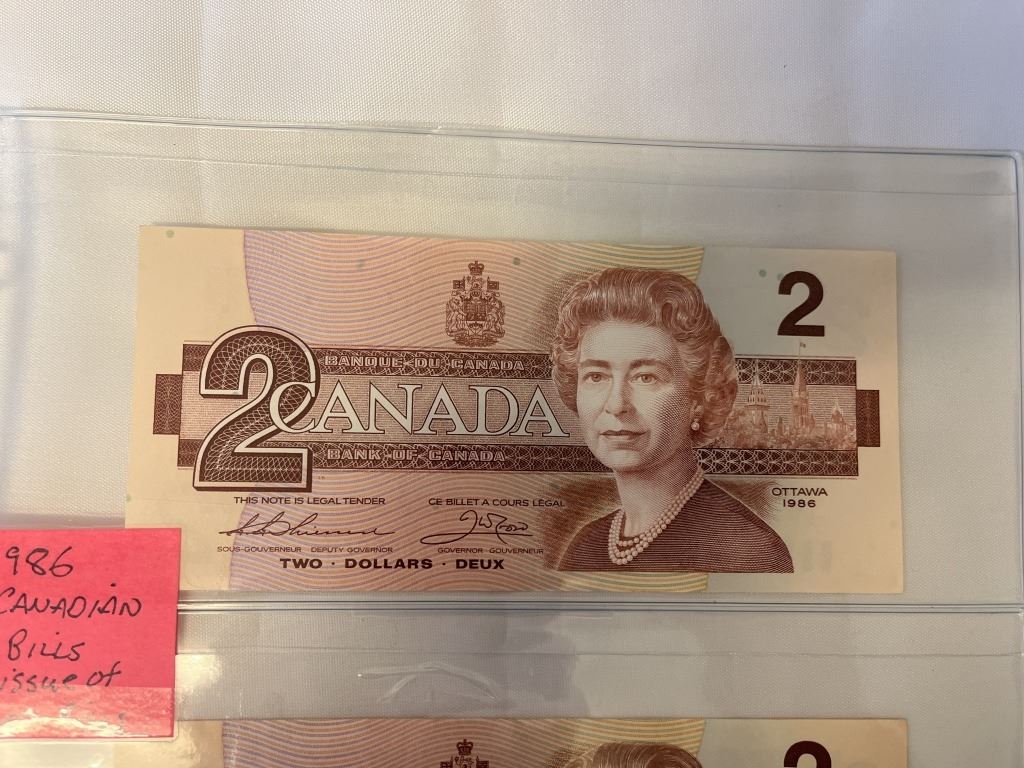 2
BANQUE DU CANADA
2 CANADA
BANK OF CANADA
THIS NOTE IS LEGAL TENDER
CE BILLET A COURS LÉGAL
OTTAWA
1986
SOUS-GOUVERNEUR DEPUTY GOVERNOR
GOVERNOR GOUVERNEUR
TWO · DOLLARS · DEUX
986
CANADIAN
BILLS
issue of
2